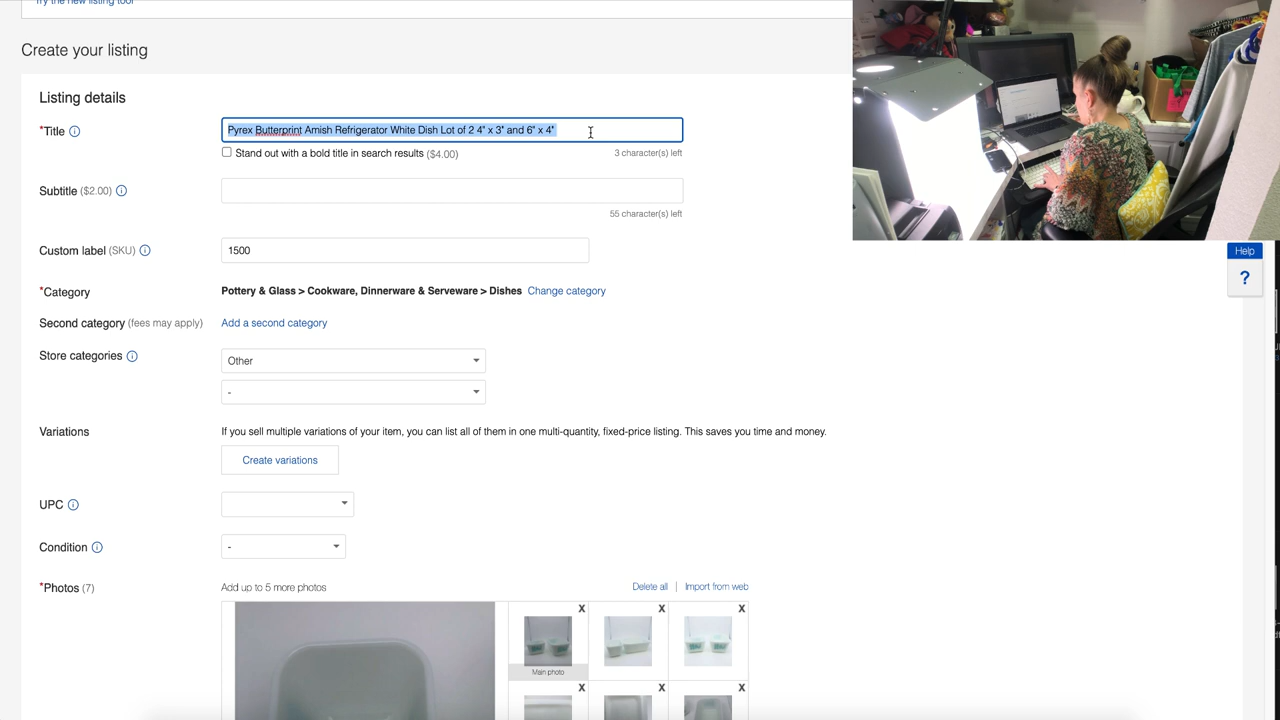 Try the new listing tool
Create your listing
Listing details
*Title
Pyrex Butterprint Amish Refrigerator White Dish Lot of 2 4" x 3" and 6" x 4"
Stand out with a bold title in search results ($4.00)
3 character(s) left
Subtitle ($2.00)
55 character(s) left
Custom label (SKU)
1500
*Category
Pottery & Glass > Cookware, Dinnerware & Serveware > Dishes Change category
Second category (fees may apply)
Add a second category
Store categories
Other
-
Variations
If you sell multiple variations of your item, you can list all of them in one multi-quantity, fixed-price listing. This saves you time and money.
Create variations
UPC
Condition
-
*Photos (7)
Add up to 5 more photos
Delete all | Import from web
X X X
Main photo
X X X
Help
?